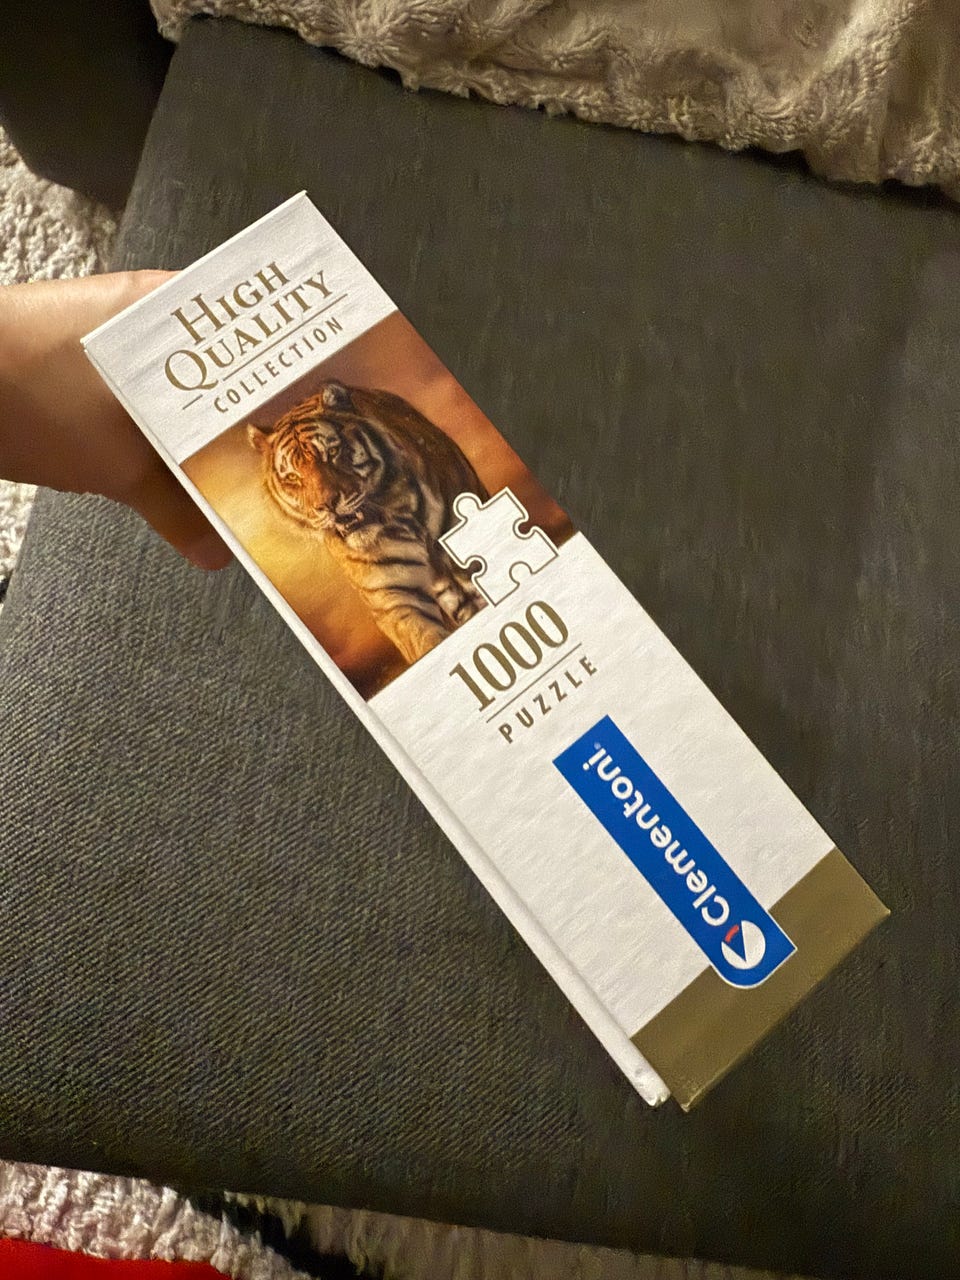 HIGH
QUALITY
COLLECTION
1000
PUZZLE
Clementoni®